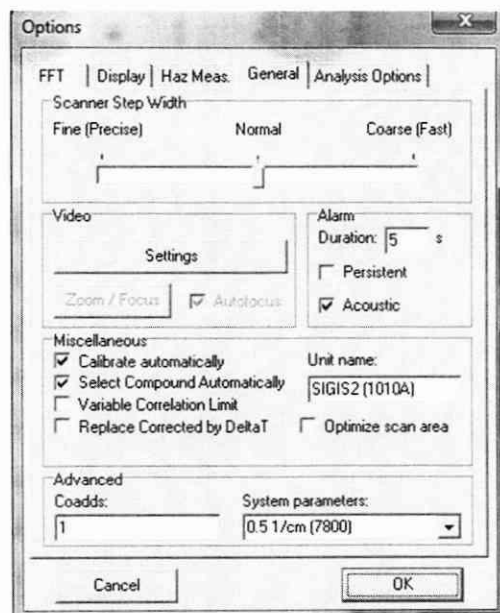 Options
FFT Display Haz Meas. General Analysis Options
Scanner Step Width
Fine (Precise) Normal Coarse (Fast)
Video
Settings
Zoom / Focus
Autofocus
Alarm
Duration: 5 s
Persistent
Acoustic
Miscellaneous
Calibrate automatically
Select Compound Automatically
Variable Correlation Limit
Replace Corrected by DeltaT
Unit name:
SIGIS2 (1010A)
Optimize scan area
Advanced
Coadds:
1
System parameters:
0.5 1/cm (7800)
Cancel OK